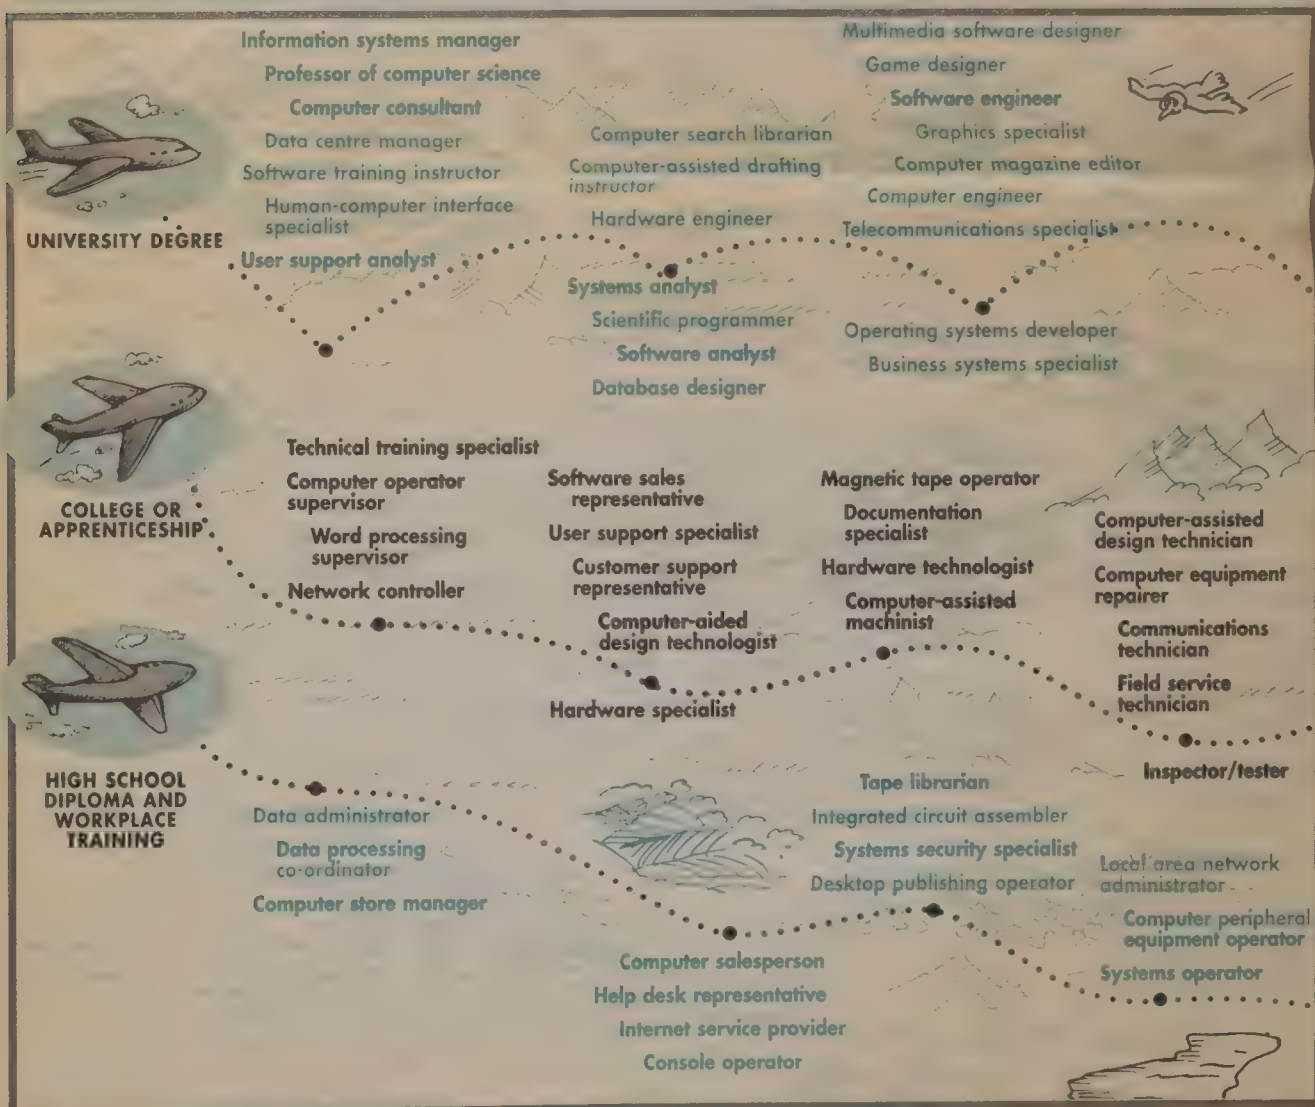 UNIVERSITY DEGREE
Information systems manager
Professor of computer science
Computer consultant
Data centre manager
Software training instructor
Human-computer interface
specialist
User support analyst
Computer search librarian
Computer-assisted drafting
instructor
Hardware engineer
Systems analyst
Scientific programmer
Software analyst
Database designer
Multimedia software designer
Game designer
Software engineer
Graphics specialist
Computer magazine editor
Computer engineer
Telecommunications specialist
Operating systems developer
Business systems specialist
COLLEGE OR
APPRENTICESHIP
Technical training specialist
Computer operator
supervisor
Word processing
supervisor
Network controller
Software sales
representative
User support specialist
Customer support
representative
Computer-aided
design technologist
Hardware specialist
Magnetic tape operator
Documentation
specialist
Hardware technologist
Computer-assisted
machinist
Computer-assisted
design technician
Computer equipment
repairer
Communications
technician
Field service
technician
Inspector/tester
HIGH SCHOOL
DIPLOMA AND
WORKPLACE
TRAINING
Data administrator
Data processing
co-ordinator
Computer store manager
Computer salesperson
Help desk representative
Internet service provider
Console operator
Tape librarian
Integrated circuit assembler
Systems security specialist
Desktop publishing operator
Local area network
administrator
Computer peripheral
equipment operator
Systems operator